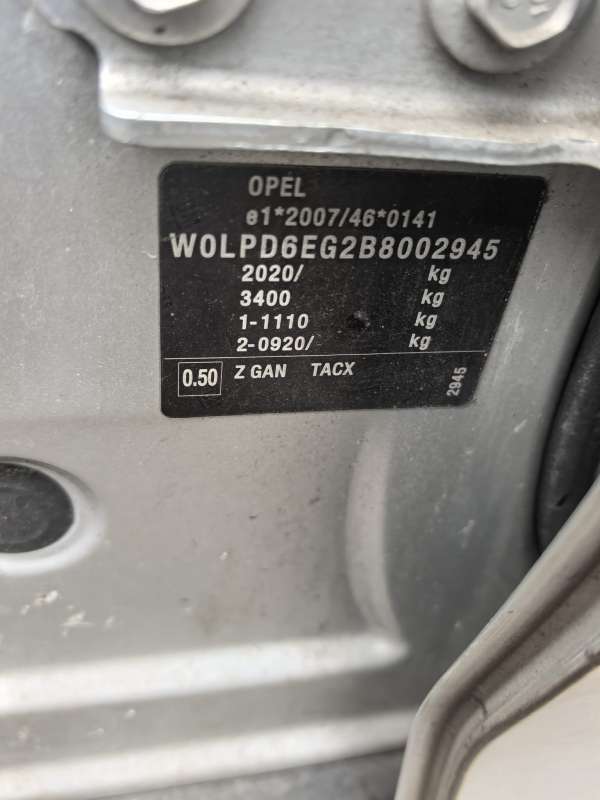 OPEL
e1*2007/46*0141
W0LPD6EG2B8002945
2020/ kg
3400 kg
1-1110 kg
2-0920/ kg
0.50 Z GAN TACX
2945